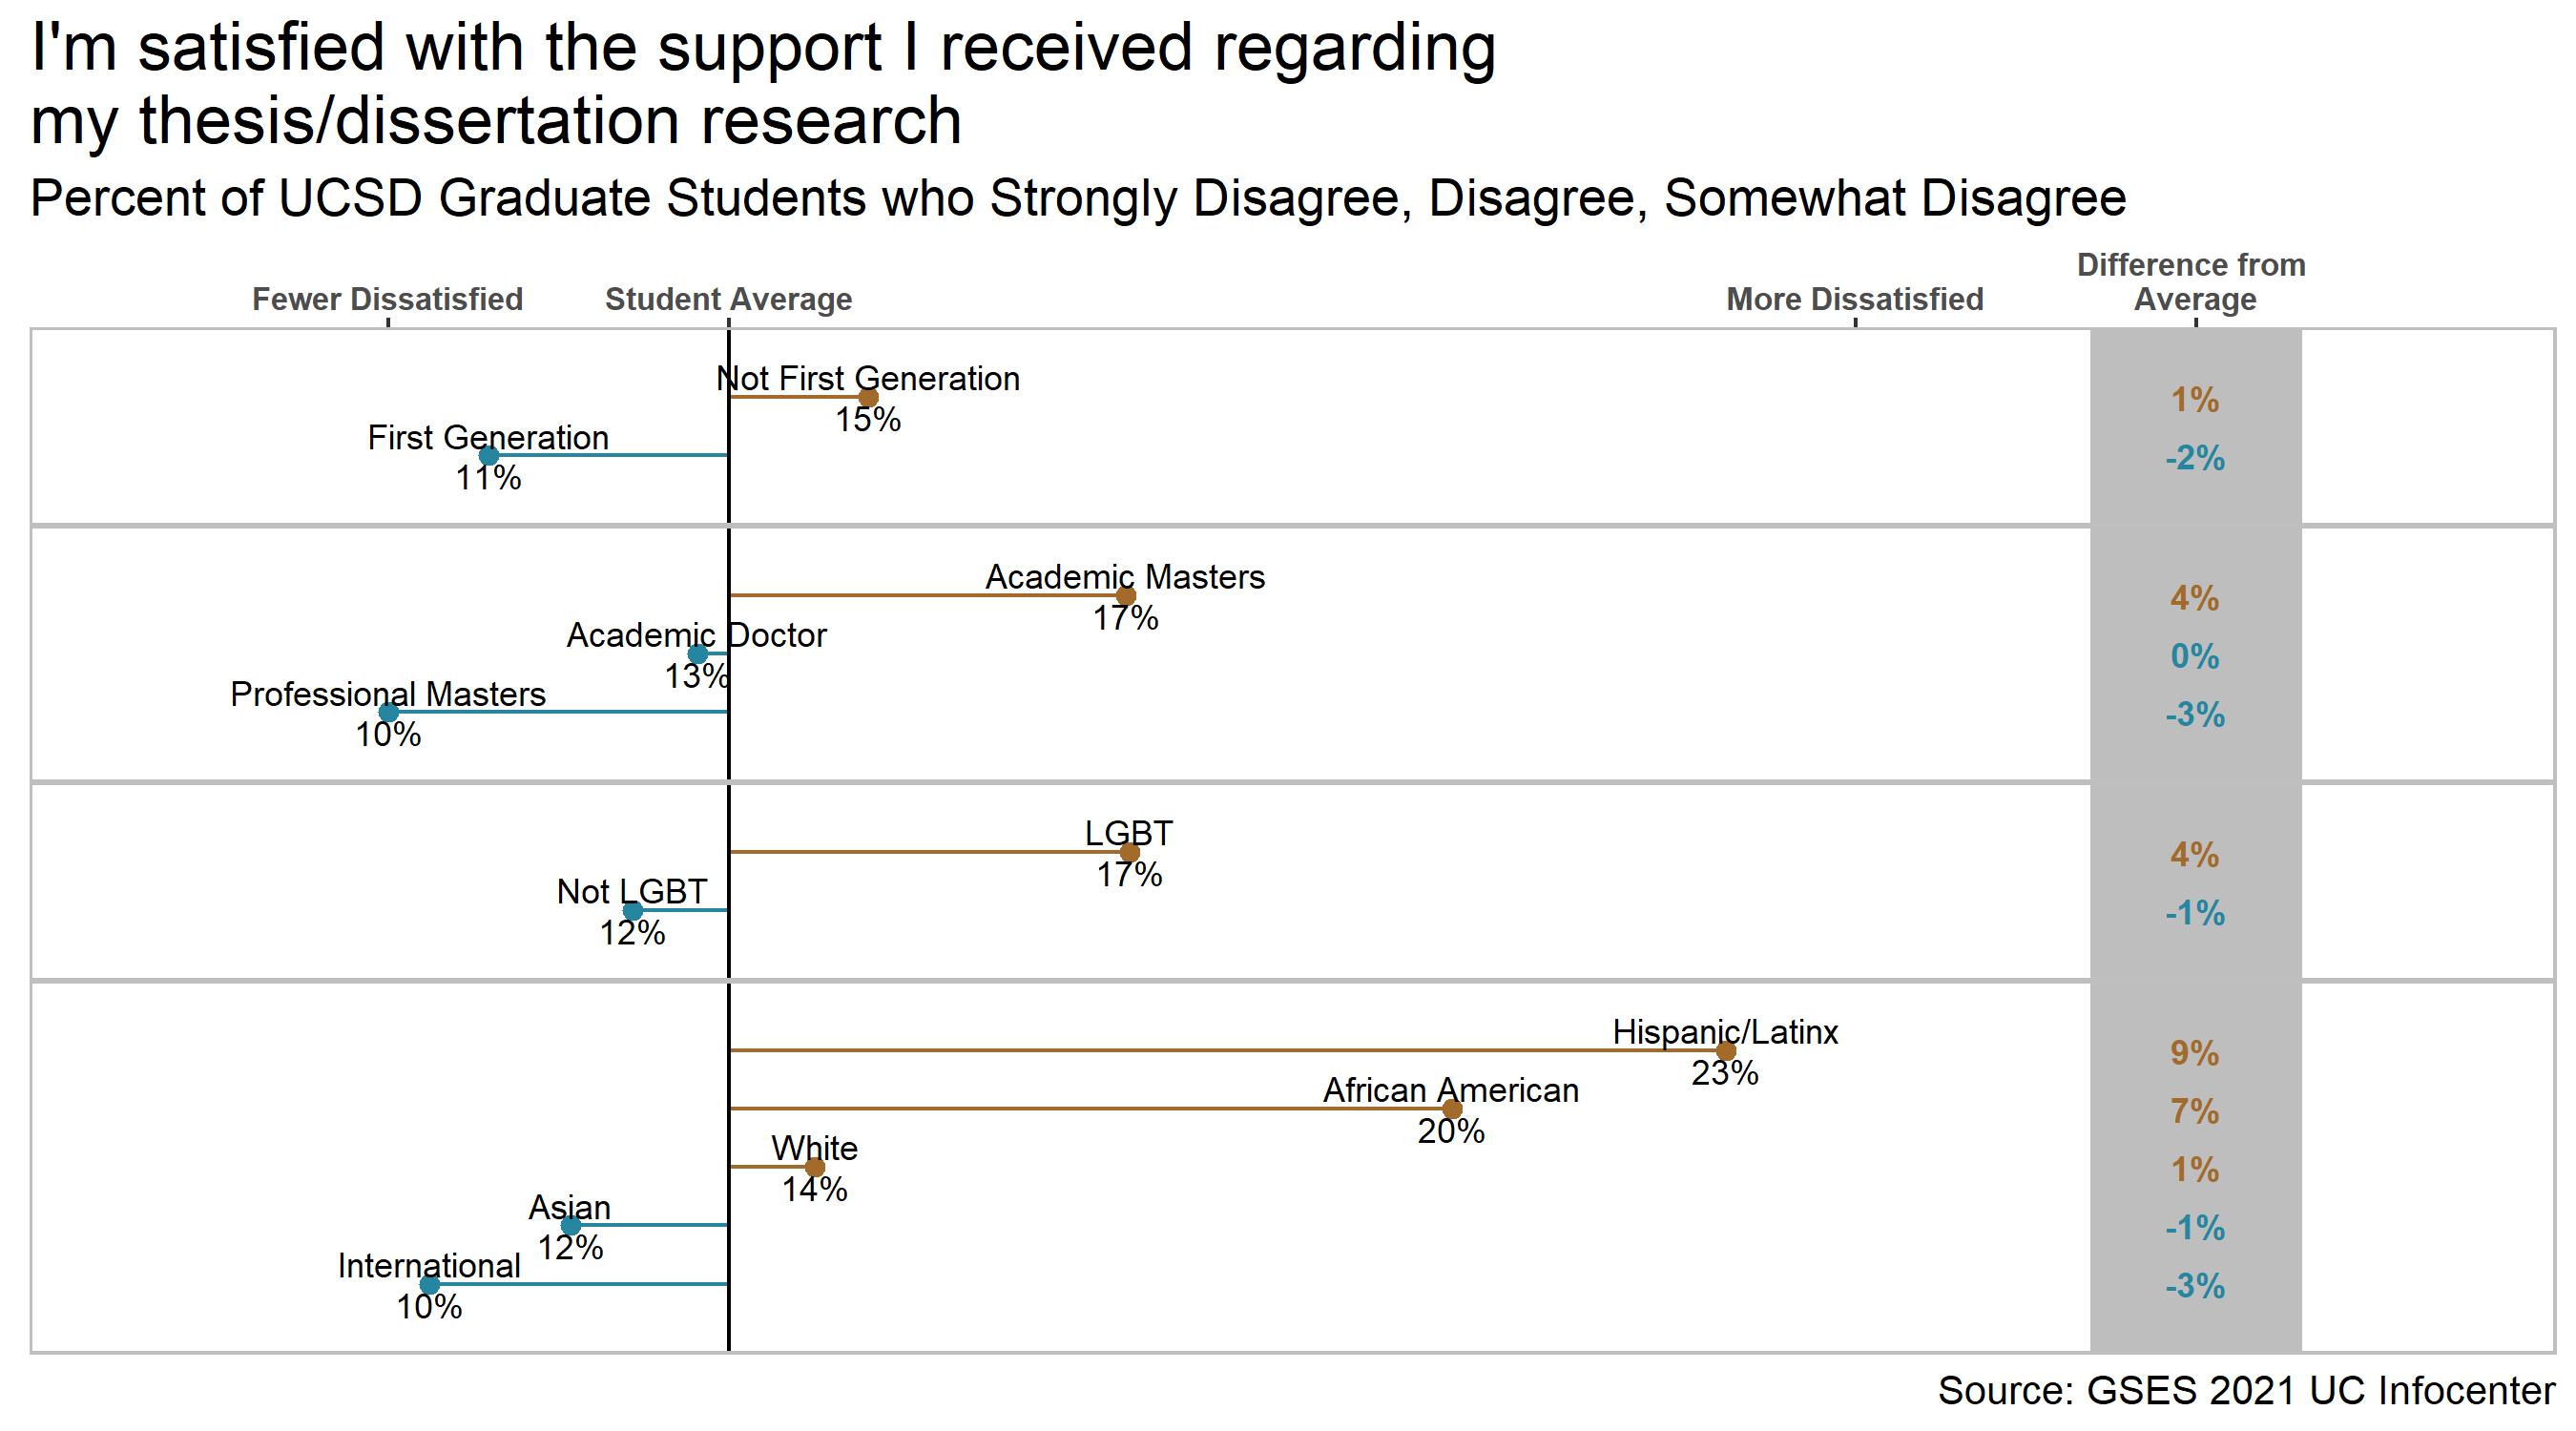 I'm satisfied with the support I received regarding
my thesis/dissertation research
Percent of UCSD Graduate Students who Strongly Disagree, Disagree, Somewhat Disagree
Fewer Dissatisfied
Student Average
More Dissatisfied
Difference from
Average
Not First Generation
15%
1%
First Generation
11%
-2%
Academic Masters
17%
4%
Academic Doctor
13%
0%
Professional Masters
10%
-3%
LGBT
17%
4%
Not LGBT
12%
-1%
Hispanic/Latinx
23%
9%
African American
20%
7%
White
14%
1%
Asian
12%
-1%
International
10%
-3%
Source: GSES 2021 UC Infocenter